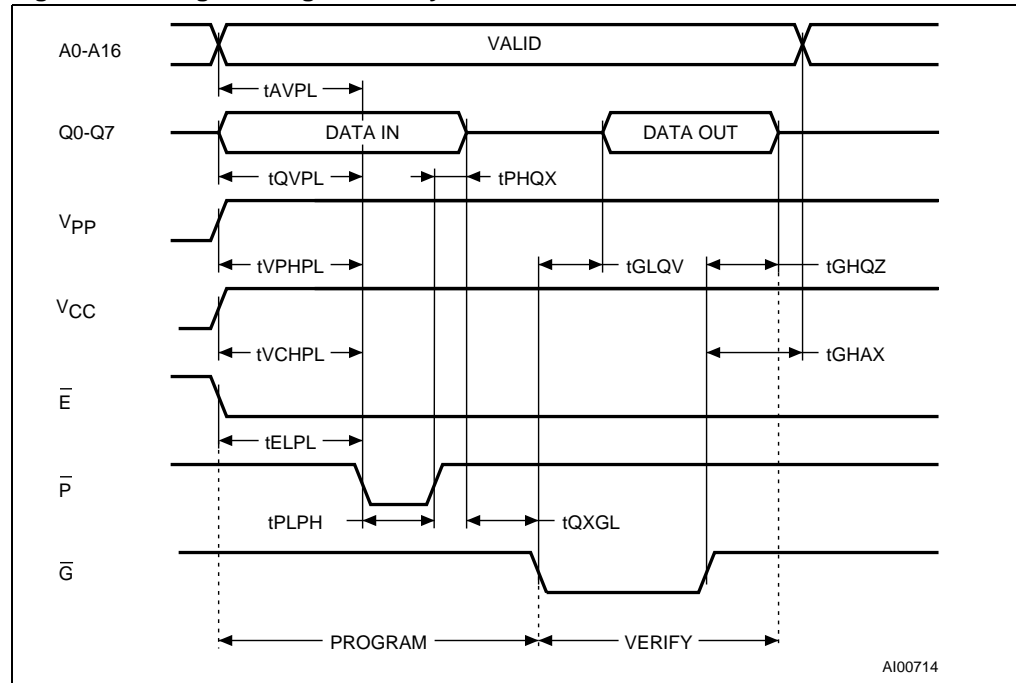 A0-A16
VALID
tAVPL
Q0-Q7
DATA IN
DATA OUT
tQVPL
tPHQX
VPP
tVPHPL
tGLQV
tGHQZ
VCC
tVCHPL
tGHAX
E̅
tELPL
P̅
tPLPH
tQXGL
G̅
PROGRAM
VERIFY
AI00714